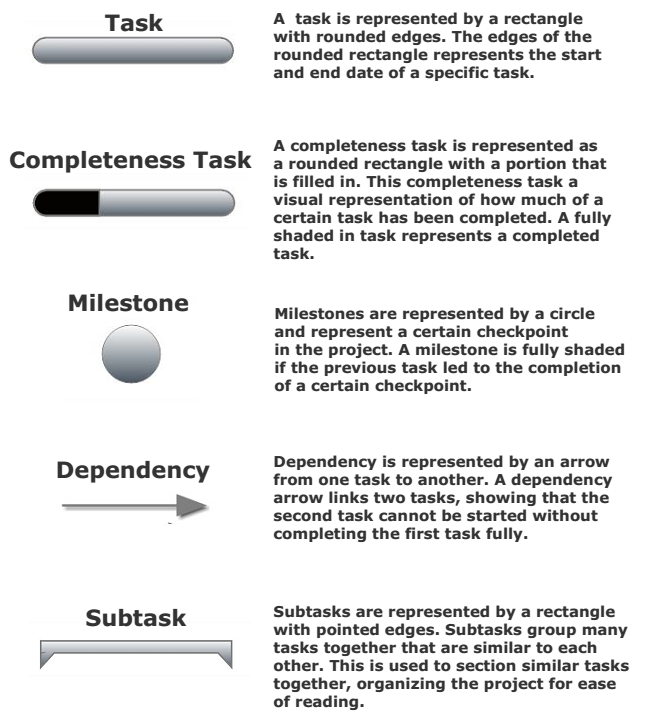 Task
A  task is represented by a rectangle
with rounded edges. The edges of the
rounded rectangle represents the start
and end date of a specific task.
Completeness Task
A completeness task is represented as
a rounded rectangle with a portion that
is filled in. This completeness task a
visual representation of how much of a
certain task has been completed. A fully
shaded in task represents a completed
task.
Milestone
Milestones are represented by a circle
and represent a certain checkpoint
in the project. A milestone is fully shaded
if the previous task led to the completion
of a certain checkpoint.
Dependency
Dependency is represented by an arrow
from one task to another. A dependency
arrow links two tasks, showing that the
second task cannot be started without
completing the first task fully.
Subtask
Subtasks are represented by a rectangle
with pointed edges. Subtasks group many
tasks together that are similar to each
other. This is used to section similar tasks
together, organizing the project for ease
of reading.